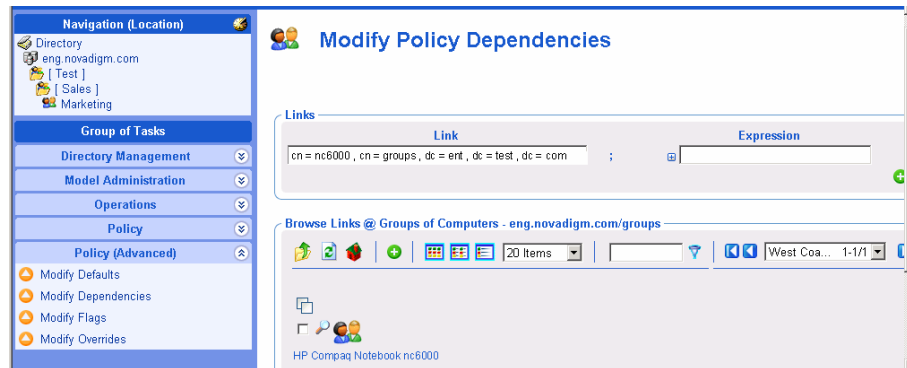 Navigation (Location)
Directory
eng.novadigm.com
[ Test ]
[ Sales ]
Marketing
Group of Tasks
Directory Management
Model Administration
Operations
Policy
Policy (Advanced)
Modify Defaults
Modify Dependencies
Modify Flags
Modify Overrides
Modify Policy Dependencies
Links
Link
Expression
cn = nc6000 , cn = groups , dc = ent , dc = test , dc = com
;
Browse Links @ Groups of Computers - eng.novadigm.com/groups
20 Items
West Coa... 1-1/1
HP Compaq Notebook nc6000